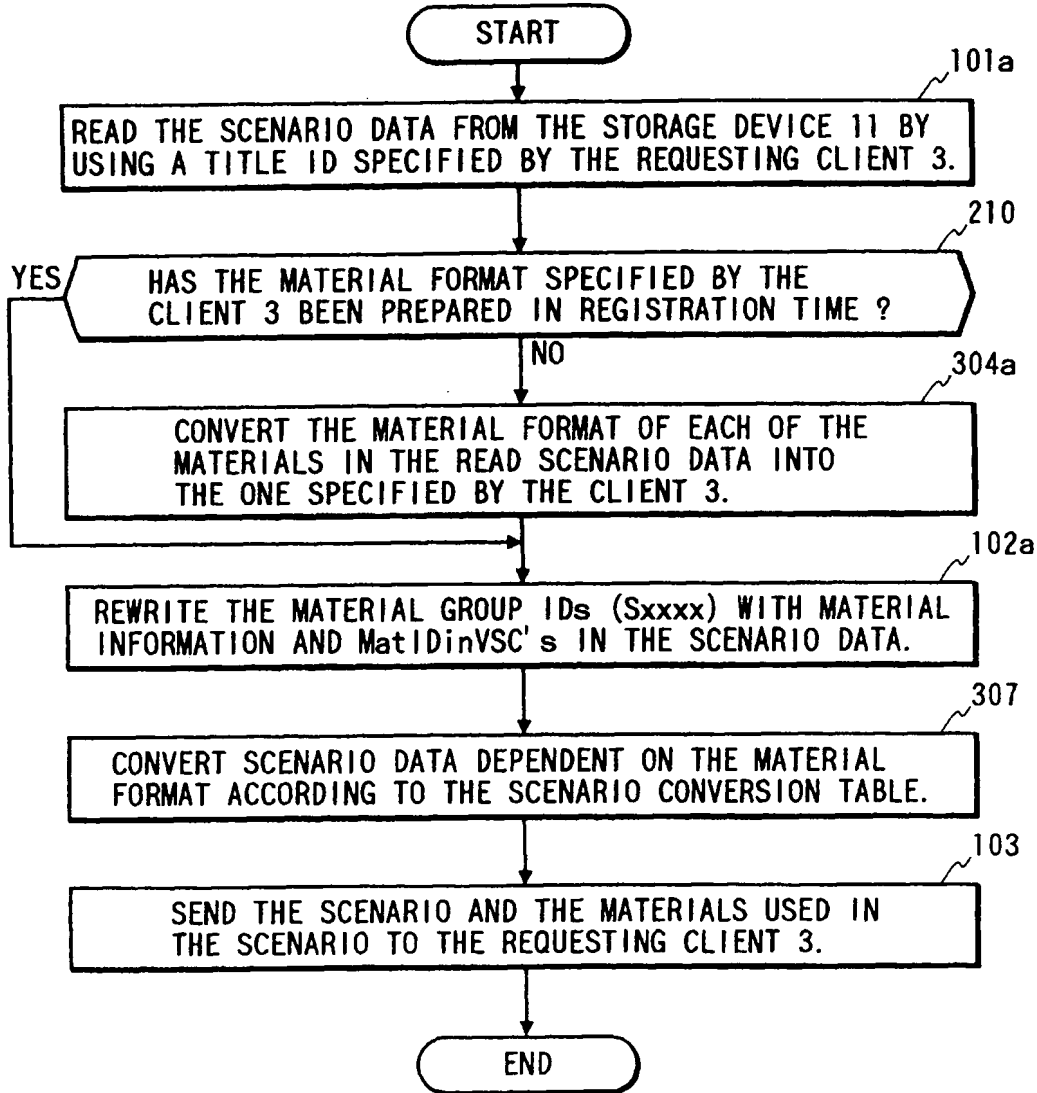 START
101a
READ THE SCENARIO DATA FROM THE STORAGE DEVICE 11 BY
USING A TITLE ID SPECIFIED BY THE REQUESTING CLIENT 3.
210
YES
HAS THE MATERIAL FORMAT SPECIFIED BY THE
CLIENT 3 BEEN PREPARED IN REGISTRATION TIME ?
NO
304a
CONVERT THE MATERIAL FORMAT OF EACH OF THE
MATERIALS IN THE READ SCENARIO DATA INTO
THE ONE SPECIFIED BY THE CLIENT 3.
102a
REWRITE THE MATERIAL GROUP IDs (Sxxxx) WITH MATERIAL
INFORMATION AND MatIDinVSC's IN THE SCENARIO DATA.
307
CONVERT SCENARIO DATA DEPENDENT ON THE MATERIAL
FORMAT ACCORDING TO THE SCENARIO CONVERSION TABLE.
103
SEND THE SCENARIO AND THE MATERIALS USED IN
THE SCENARIO TO THE REQUESTING CLIENT 3.
END